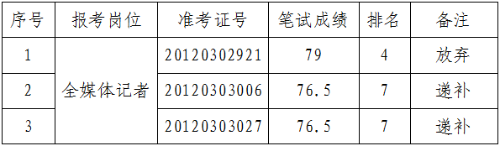 序号 报考岗位 准考证号 笔试成绩 排名 备注
1 全媒体记者 20120302921 79 4 放弃
2 20120303006 76.5 7 递补
3 20120303027 76.5 7 递补